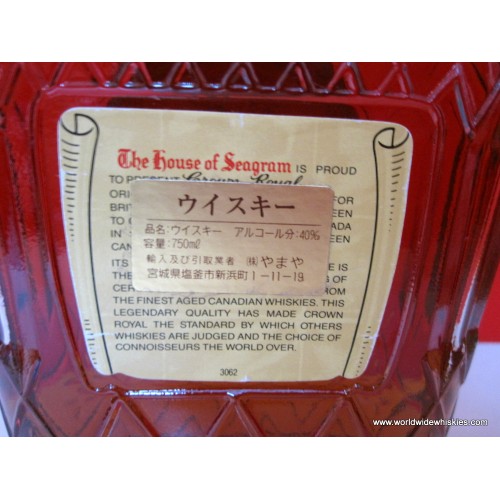 The House of Seagram IS PROUD
TO PRESENT Crown Royal
ORI
FOR
BRIT
EEN
TO
ADA
IN
EEN
CAN
ウイスキー
品名:ウイスキー アルコール分:40%
容量:750ml
輸入及び引取業者 ㈱やまや
宮城県塩釜市新浜町1-11-19
ITS
E IS
THE
OF
CER
FROM
THE FINEST AGED CANADIAN WHISKIES. THIS
LEGENDARY QUALITY HAS MADE CROWN
ROYAL THE STANDARD BY WHICH OTHERS
WHISKIES ARE JUDGED AND THE CHOICE OF
CONNOISSEURS THE WORLD OVER.
3062
www.worldwidewhiskies.com/